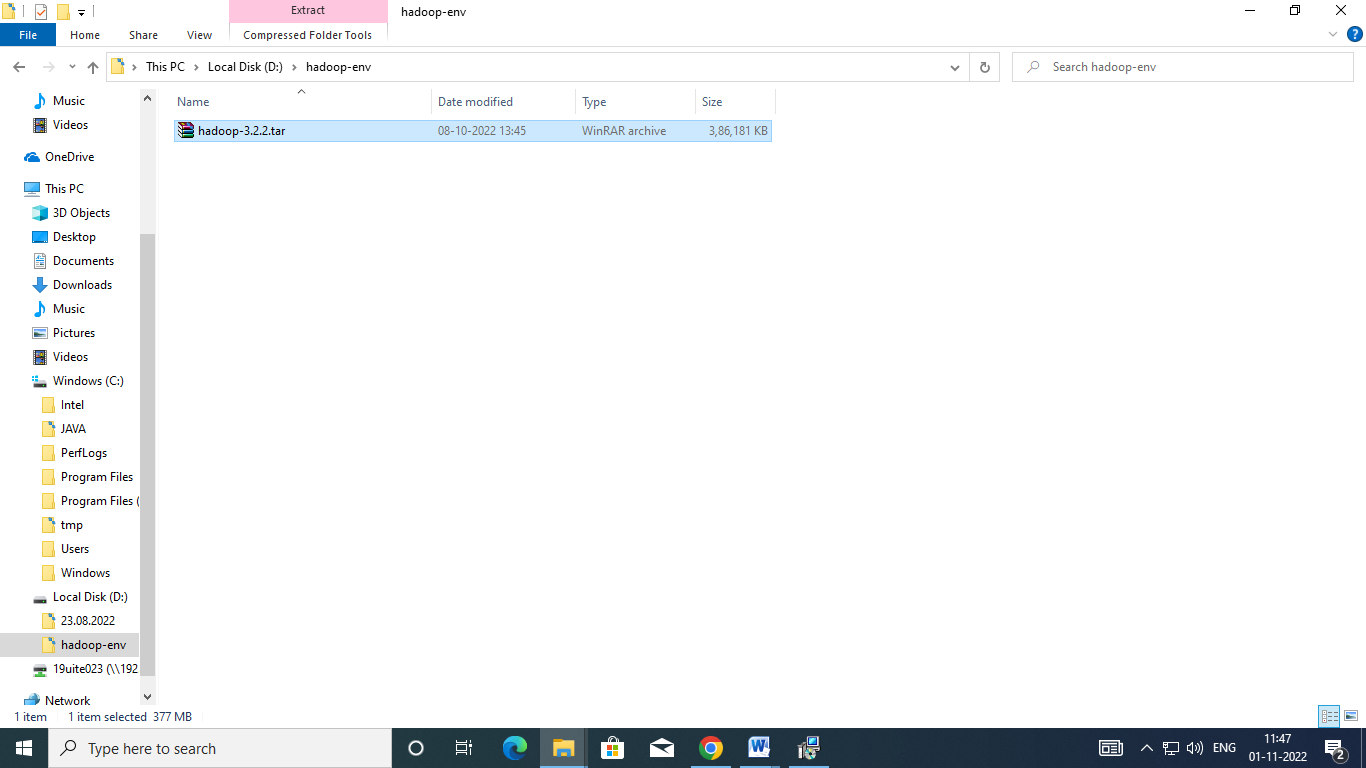 Extract
hadoop-env
File
Home
Share
View
Compressed Folder Tools
This PC
Local Disk (D:)
hadoop-env
Search hadoop-env
Name
Date modified
Type
Size
hadoop-3.2.2.tar
08-10-2022 13:45
WinRAR archive
3,86,181 KB
Music
Videos
OneDrive
This PC
3D Objects
Desktop
Documents
Downloads
Music
Pictures
Videos
Windows (C:)
Intel
JAVA
PerfLogs
Program Files
Program Files (
tmp
Users
Windows
Local Disk (D:)
23.08.2022
hadoop-env
19uite023 (\\192
Network
1 item
1 item selected 377 MB
Type here to search
ENG
11:47
01-11-2022
2